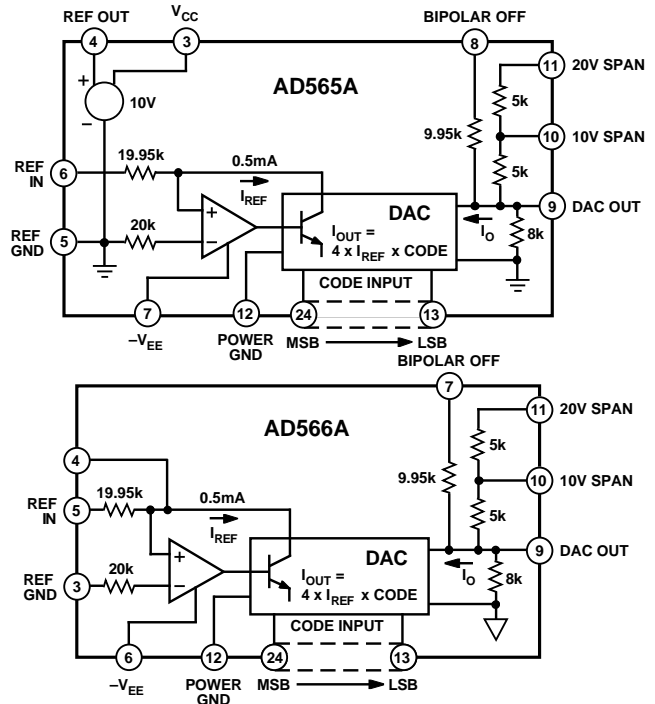 REF OUT VCC BIPOLAR OFF
4 3 8
11 20V SPAN
+ 10V –
AD565A
5k
9.95k
10 10V SPAN
REF IN 6 19.95k 0.5mA
IREF
5k
DAC
9 DAC OUT
REF GND 5 20k + –
IOUT = 4 x IREF x CODE
IO
8k
CODE INPUT
7 12 24 13
–VEE POWER GND MSB LSB
BIPOLAR OFF
7
11 20V SPAN
AD566A
5k
4
9.95k
10 10V SPAN
REF IN 5 19.95k 0.5mA
IREF
5k
DAC
9 DAC OUT
REF GND 3 20k + –
IOUT = 4 x IREF x CODE
IO
8k
CODE INPUT
6 12 24 13
–VEE POWER GND MSB LSB